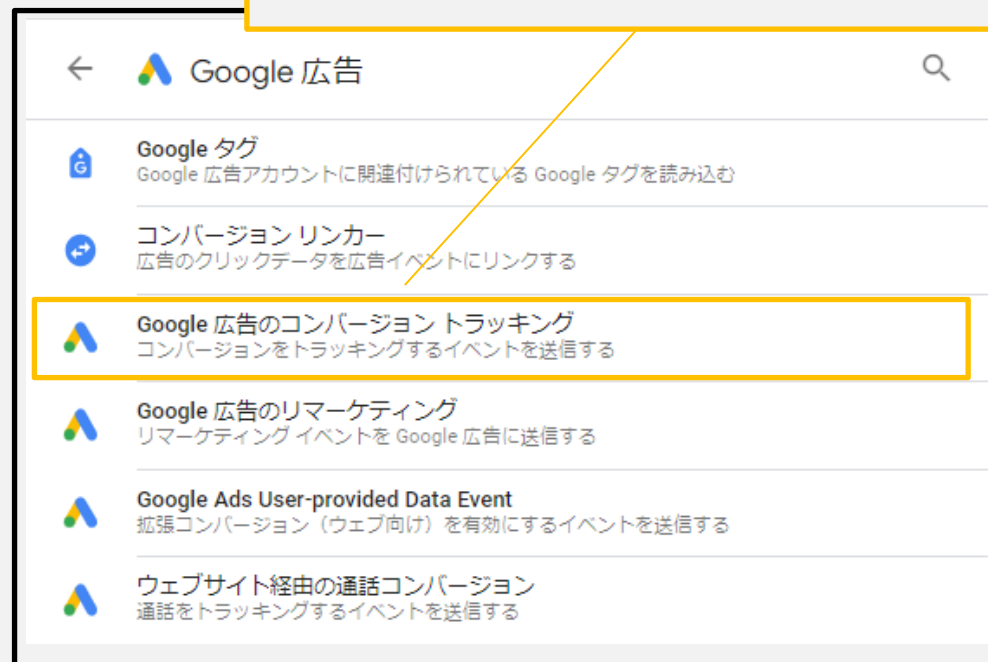 Google 広告
Google タグ
Google 広告アカウントに関連付けられている Google タグを読み込む
コンバージョン リンカー
広告のクリックデータを広告イベントにリンクする
Google 広告のコンバージョン トラッキング
コンバージョンをトラッキングするイベントを送信する
Google 広告のリマーケティング
リマーケティング イベントを Google 広告に送信する
Google Ads User-provided Data Event
拡張コンバージョン（ウェブ向け）を有効にするイベントを送信する
ウェブサイト経由の通話コンバージョン
通話をトラッキングするイベントを送信する